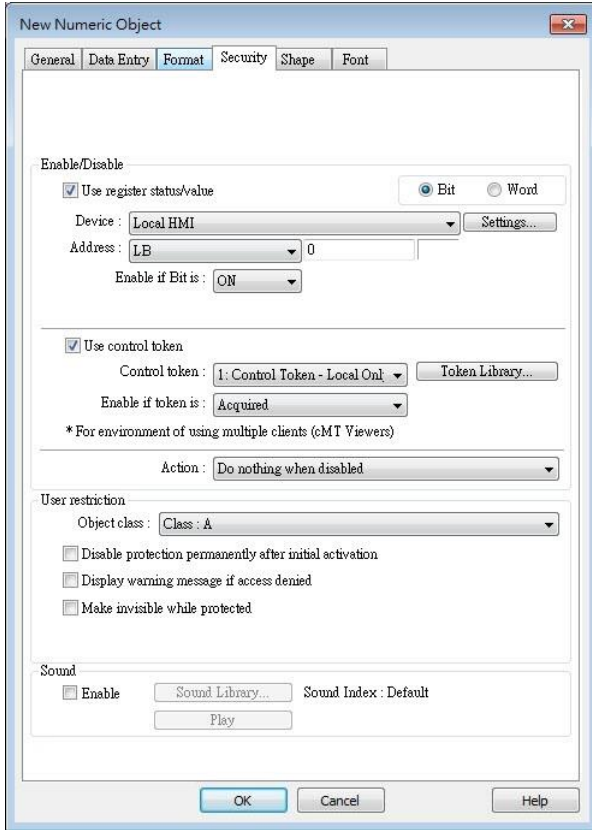 New Numeric Object
General Data Entry Format Security Shape Font
Enable/Disable
Use register status/value Bit Word
Device : Local HMI Settings...
Address : LB 0
Enable if Bit is : ON
Use control token
Control token : 1: Control Token - Local Onl Token Library...
Enable if token is : Acquired
* For environment of using multiple clients (cMT Viewers)
Action : Do nothing when disabled
User restriction
Object class : Class : A
Disable protection permanently after initial activation
Display warning message if access denied
Make invisible while protected
Sound
Enable Sound Library... Sound Index : Default
Play
OK Cancel Help